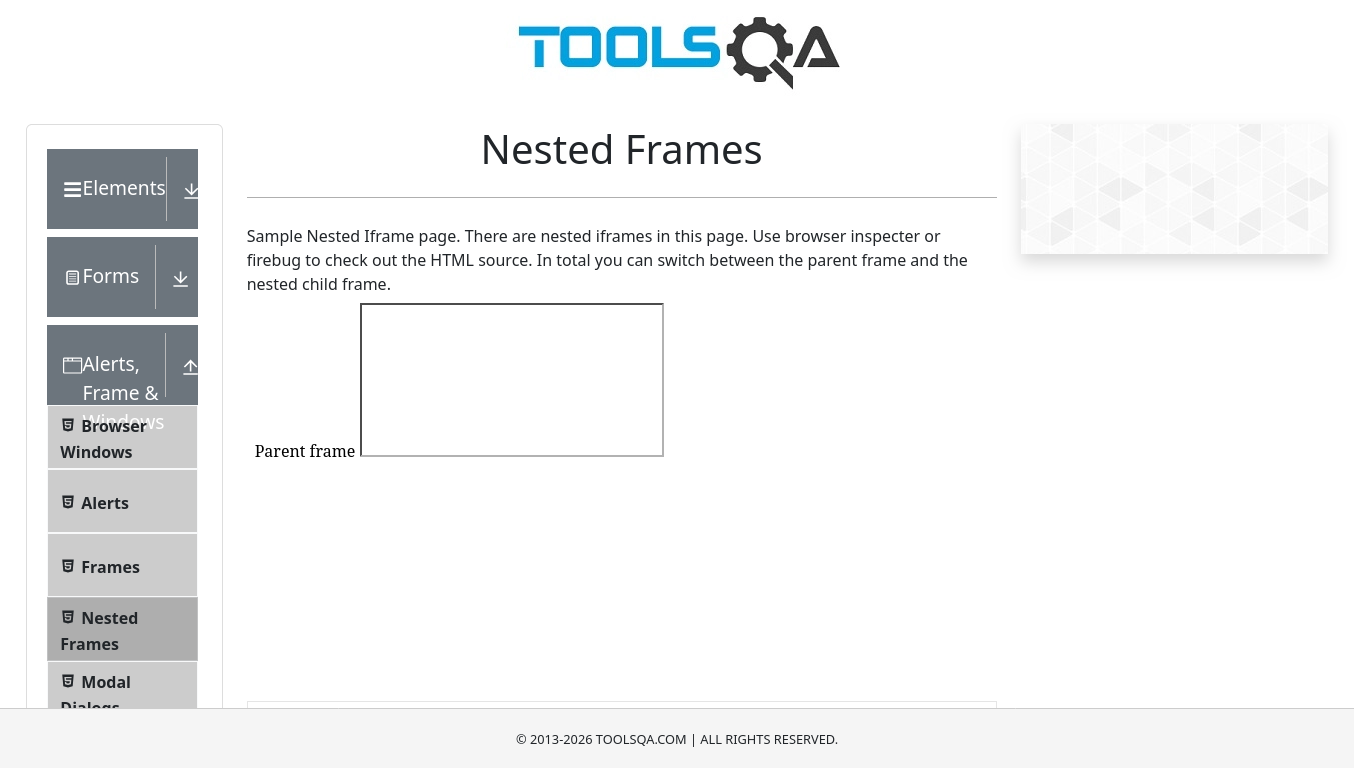 TOOLSQA
Elements
Forms
Alerts,
Frame &
Windows
Browser
Windows
Alerts
Frames
Nested
Frames
Modal
Dialogs
Nested Frames
Sample Nested Iframe page. There are nested iframes in this page. Use browser inspecter or
firebug to check out the HTML source. In total you can switch between the parent frame and the
nested child frame.
Parent frame
© 2013-2026 TOOLSQA.COM | ALL RIGHTS RESERVED.